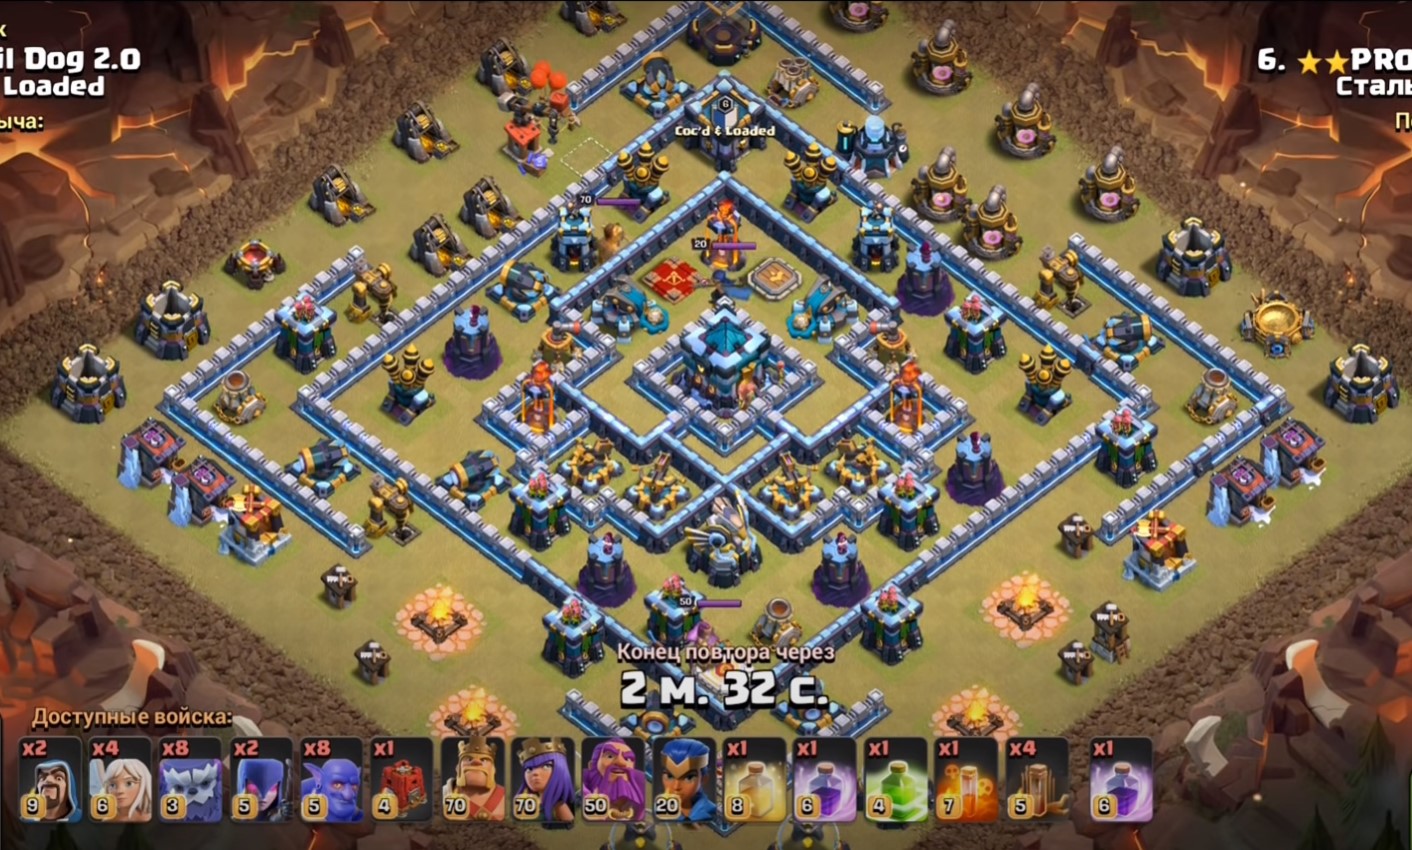 к
il Dog 2.0
Loaded
ыча:
6. PRO
Сталь
П
G
Coc'd & Loaded
70
20
50
Конец повтора через
2 м. 32 с.
Доступные войска:
x2 x4 x8 x2 x8 x1 x1 x1 x1 x1 x4 x1
9 6 3 5 5 4 70 70 50 20 8 6 4 7 5 6